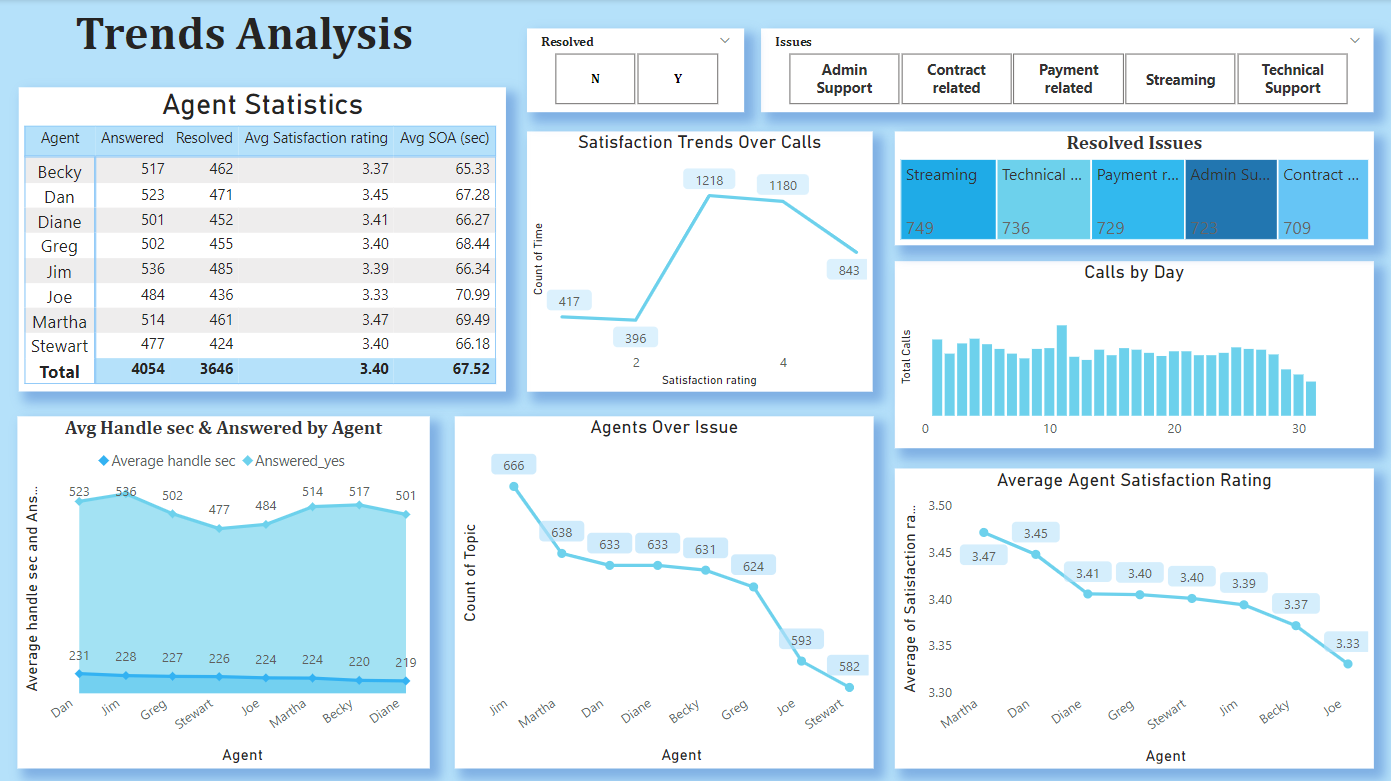 Trends Analysis
Resolved
N Y
Issues
Admin Support Contract related Payment related Streaming Technical Support
Agent Statistics
Agent Answered Resolved Avg Satisfaction rating Avg SOA (sec)
Becky 517 462 3.37 65.33
Dan 523 471 3.45 67.28
Diane 501 452 3.41 66.27
Greg 502 455 3.40 68.44
Jim 536 485 3.39 66.34
Joe 484 436 3.33 70.99
Martha 514 461 3.47 69.49
Stewart 477 424 3.40 66.18
Total 4054 3646 3.40 67.52
Satisfaction Trends Over Calls
Count of Time
1218 1180
843
417
396
2 4
Satisfaction rating
Resolved Issues
Streaming Technical ... Payment r... Admin Su... Contract ...
749 736 729 723 709
Calls by Day
Total Calls
0 10 20 30
Avg Handle sec & Answered by Agent
Average handle sec Answered_yes
Average handle sec and Ans...
523 536 502 477 484 514 517 501
231 228 227 226 224 224 220 219
Dan Jim Greg Stewart Joe Martha Becky Diane
Agent
Agents Over Issue
Count of Topic
666 638 633 633 631 624 593 582
Jim Martha Dan Diane Becky Greg Joe Stewart
Agent
Average Agent Satisfaction Rating
Average of Satisfaction ra...
3.50
3.45
3.40
3.35
3.30
3.47 3.45 3.41 3.40 3.40 3.39 3.37 3.33
Martha Dan Diane Greg Stewart Jim Becky Joe
Agent